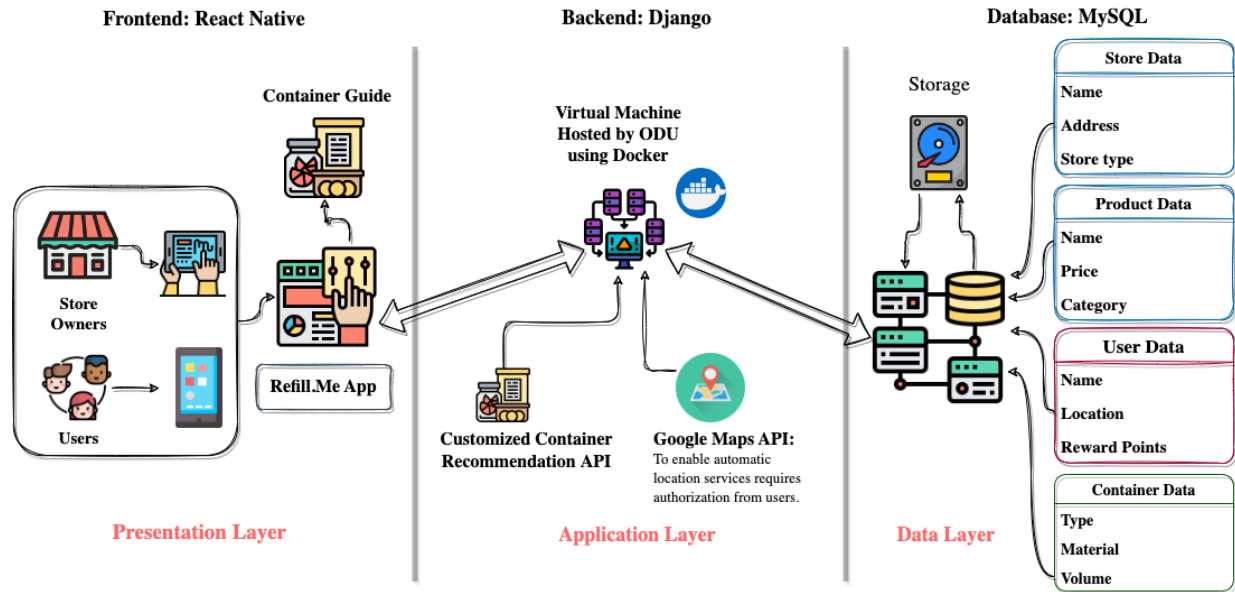 Frontend: React Native
Container Guide
Store
Owners
Users
Refill.Me App
Presentation Layer
Backend: Django
Virtual Machine
Hosted by ODU
using Docker
Customized Container
Recommendation API
Google Maps API:
To enable automatic
location services requires
authorization from users.
Application Layer
Database: MySQL
Storage
Store Data
Name
Address
Store type
Product Data
Name
Price
Category
User Data
Name
Location
Reward Points
Container Data
Type
Material
Volume
Data Layer